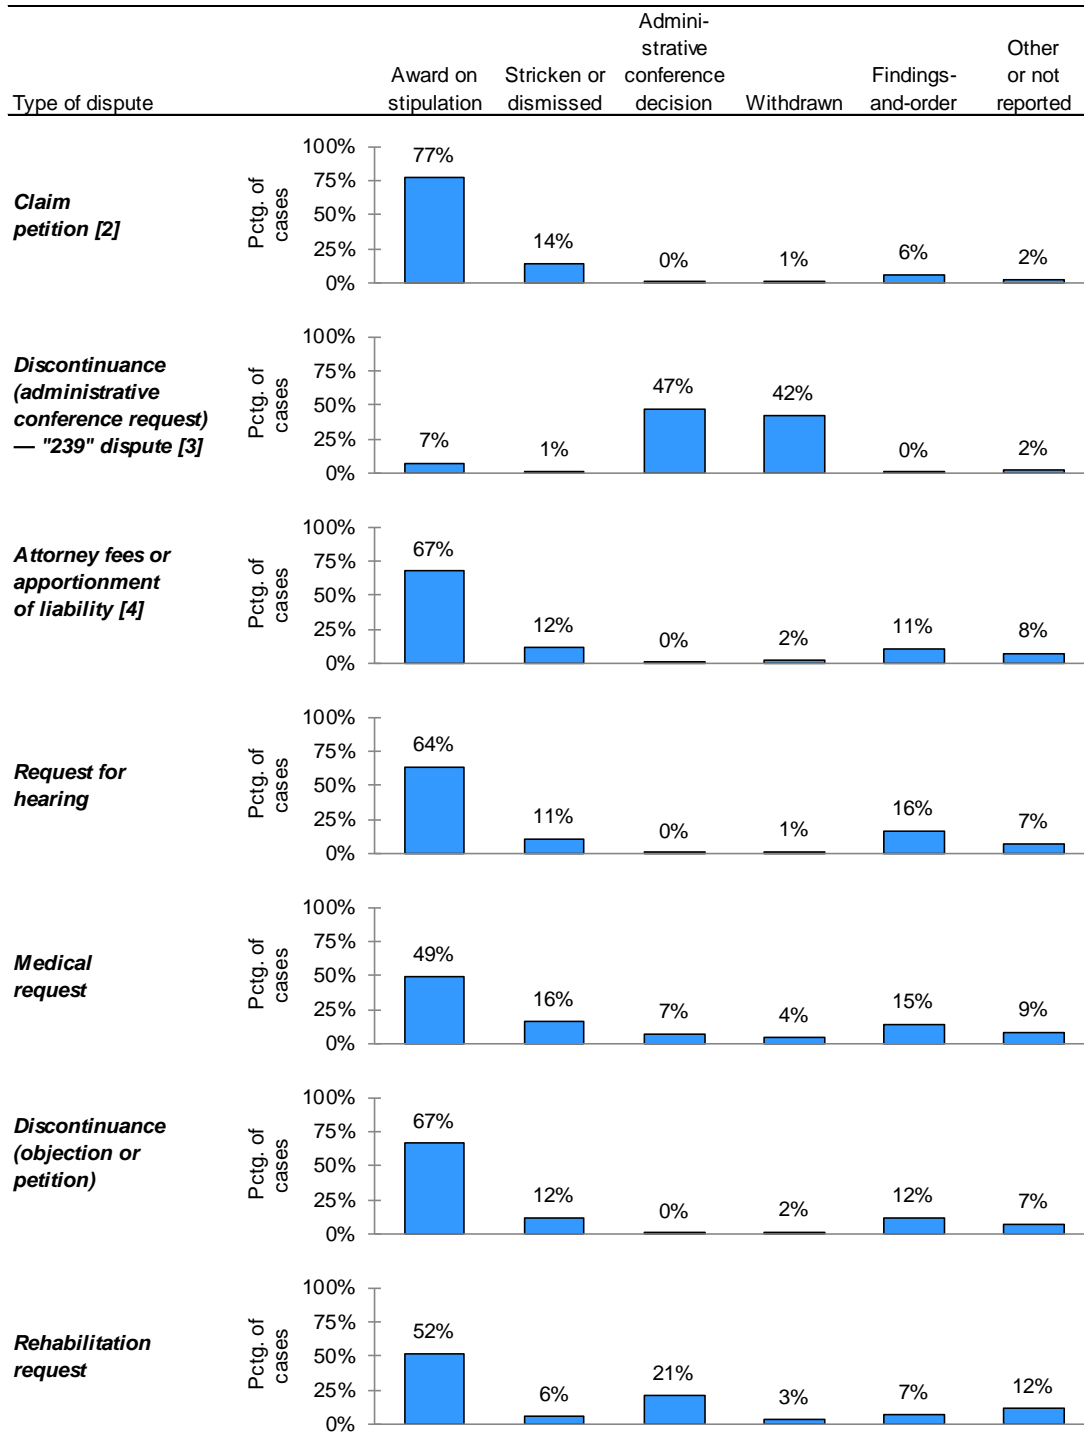 Type of dispute
Award on
stipulation
Stricken or
dismissed
Admini-
strative
conference
decision
Withdrawn
Findings-
and-order
Other
or not
reported
Claim
petition [2]
Pctg. of
cases
100%
75%
50%
25%
0%
77%
14%
0%
1%
6%
2%
Discontinuance
(administrative
conference request)
— "239" dispute [3]
Pctg. of
cases
100%
75%
50%
25%
0%
7%
1%
47%
42%
0%
2%
Attorney fees or
apportionment
of liability [4]
Pctg. of
cases
100%
75%
50%
25%
0%
67%
12%
0%
2%
11%
8%
Request for
hearing
Pctg. of
cases
100%
75%
50%
25%
0%
64%
11%
0%
1%
16%
7%
Medical
request
Pctg. of
cases
100%
75%
50%
25%
0%
49%
16%
7%
4%
15%
9%
Discontinuance
(objection or
petition)
Pctg. of
cases
100%
75%
50%
25%
0%
67%
12%
0%
2%
12%
7%
Rehabilitation
request
Pctg. of
cases
100%
75%
50%
25%
0%
52%
6%
21%
3%
7%
12%